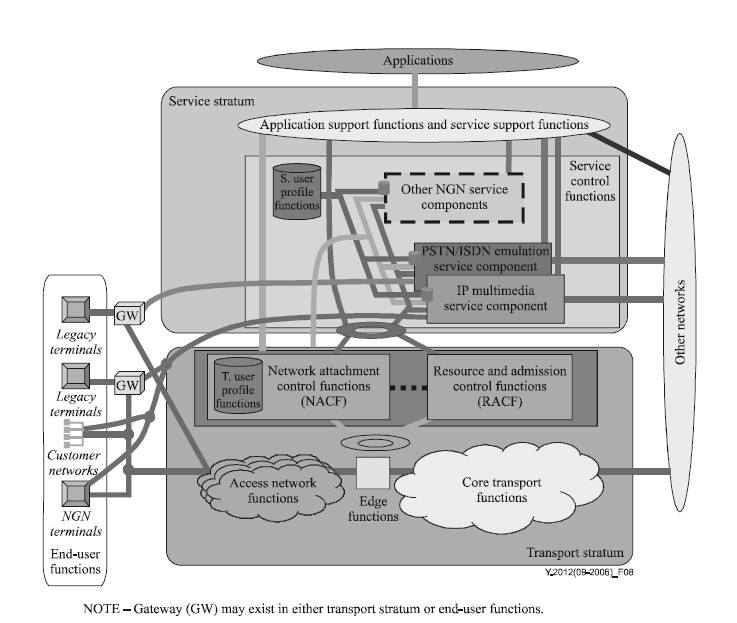 Applications
Service stratum
Application support functions and service support functions
S. user
profile
functions
Other NGN service
components
Service
control
functions
PSTN/ISDN emulation
service component
IP multimedia
service component
Other networks
GW
Legacy
terminals
GW
Legacy
terminals
Customer
networks
NGN
terminals
End-user
functions
T. user
profile
functions
Network attachment
control functions
(NACF)
Resource and admission
control functions
(RACF)
Access network
functions
Edge
functions
Core transport
functions
Transport stratum
Y.2012(09-2006)_F08
NOTE – Gateway (GW) may exist in either transport stratum or end-user functions.